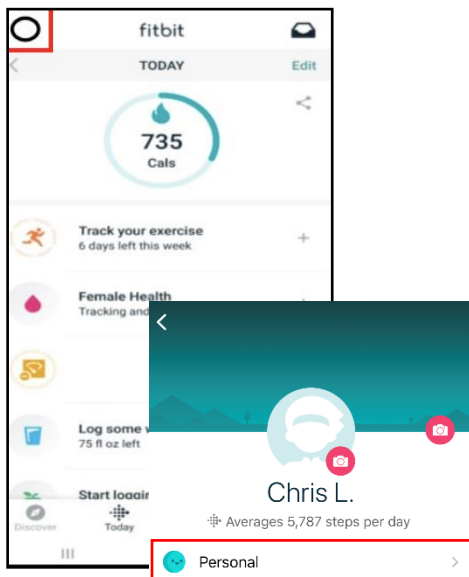 fitbit
TODAY
Edit
735
Cals
Track your exercise
6 days left this week
Female Health
Tracking and
Log some
75 fl oz left
Start
Discover
Today
Chris L.
Averages 5,787 steps per day
Personal